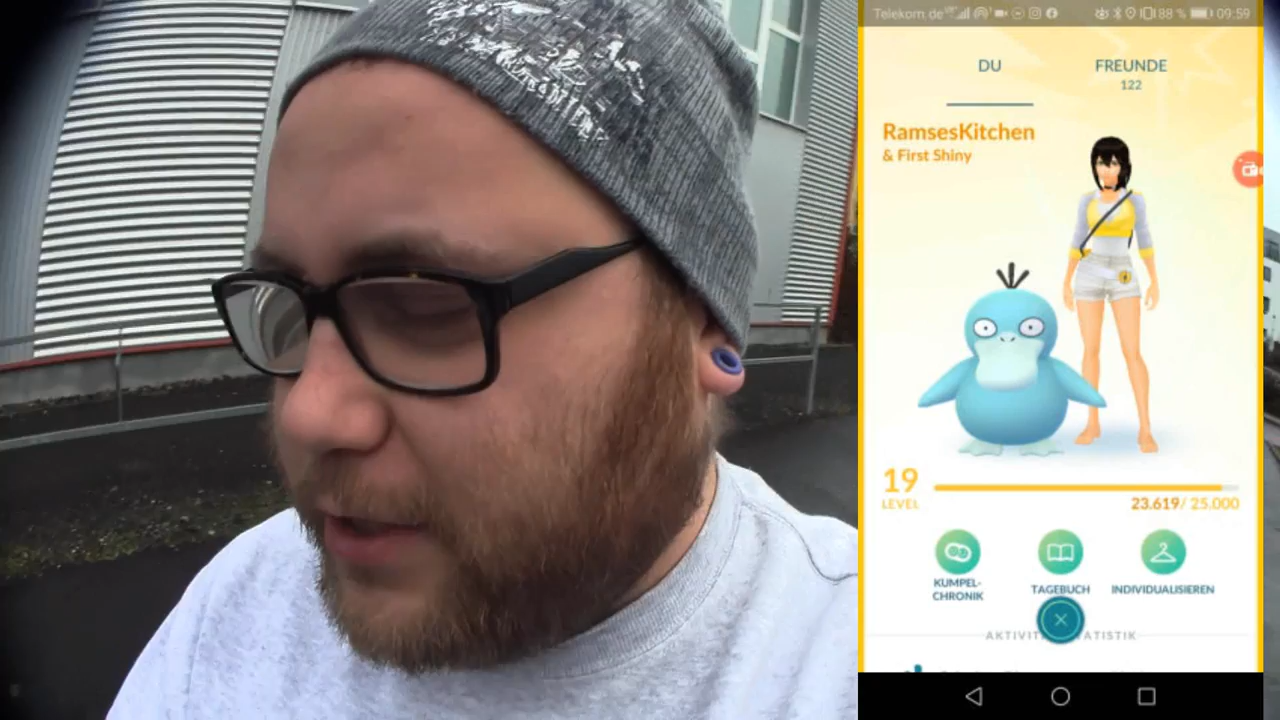 Telekom.de 88 % 09:59
DU
FREUNDE
122
RamsesKitchen
& First Shiny
19
LEVEL
23.619/ 25.000
KUMPEL-
CHRONIK
TAGEBUCH
INDIVIDUALISIEREN